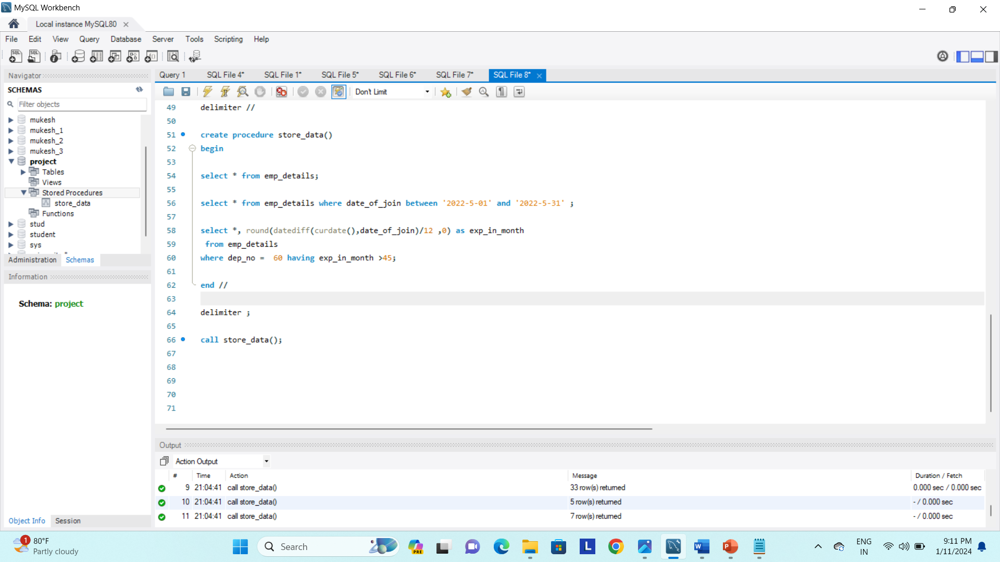 MySQL Workbench
Local instance MySQL80
File Edit View Query Database Server Tools Scripting Help
Navigator
SCHEMAS
Filter objects
mukesh
mukesh_1
mukesh_2
mukesh_3
project
Tables
Views
Stored Procedures
store_data
Functions
stud
student
sys
Administration Schemas
Information
Schema: project
Object Info Session
Query 1 SQL File 4* SQL File 1* SQL File 5* SQL File 6* SQL File 7* SQL File 8*
Don't Limit
49 delimiter //
50
51 create procedure store_data()
52 begin
53
54 select * from emp_details;
55
56 select * from emp_details where date_of_join between '2022-5-01' and '2022-5-31' ;
57
58 select *, round(datediff(curdate(),date_of_join)/12 ,0) as exp_in_month
59 from emp_details
60 where dep_no = 60 having exp_in_month >45;
61
62 end //
63
64 delimiter ;
65
66 call store_data();
67
68
69
70
71
Output
Action Output
# Time Action Message Duration / Fetch
9 21:04:41 call store_data() 33 row(s) returned 0.000 sec / 0.000 sec
10 21:04:41 call store_data() 5 row(s) returned - / 0.000 sec
11 21:04:41 call store_data() 7 row(s) returned - / 0.000 sec
1
80°F
Partly cloudy
Search
PRE
L
W
P
ENG
IN
9:11 PM
1/11/2024